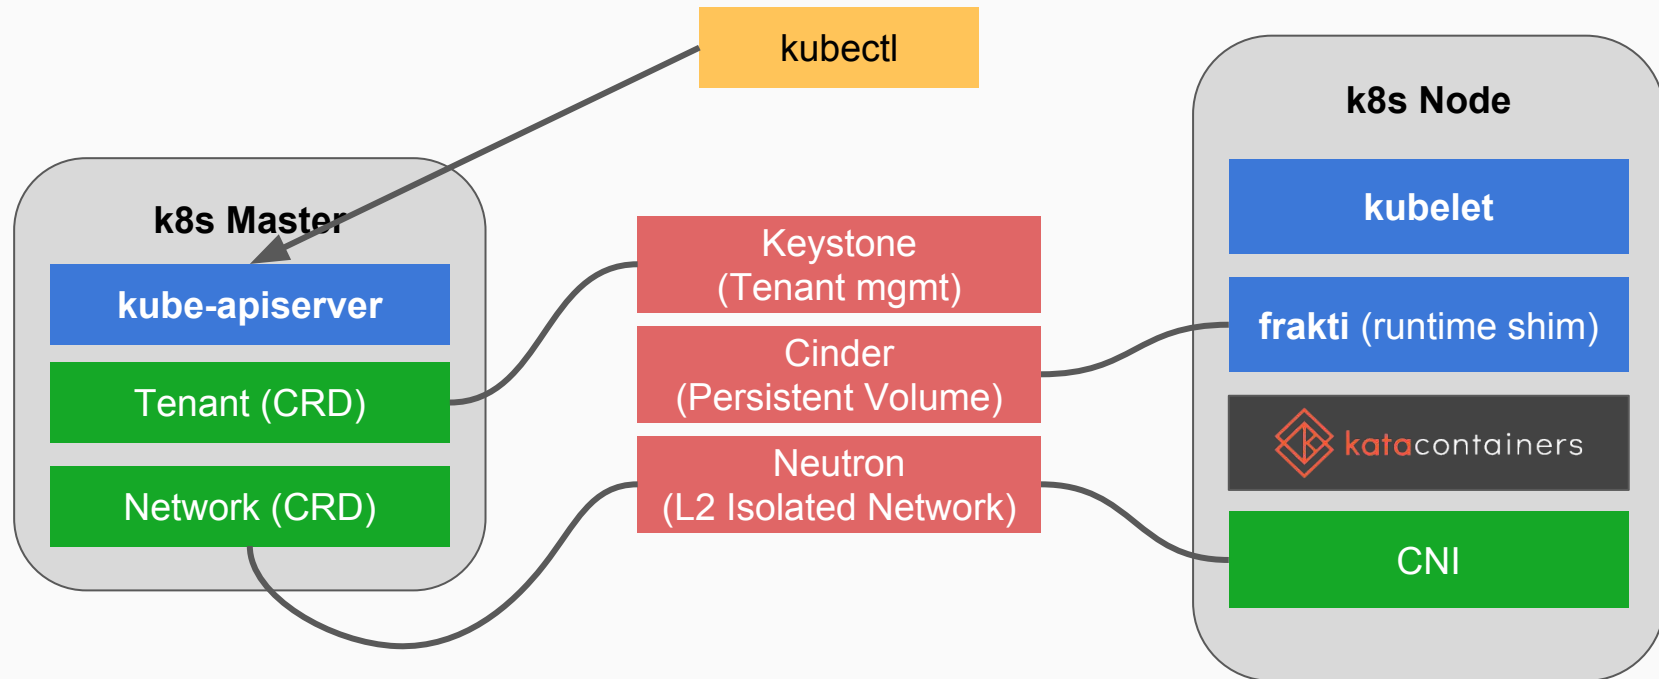 kubectl
k8s Master
kube-apiserver
Tenant (CRD)
Network (CRD)
Keystone
(Tenant mgmt)
Cinder
(Persistent Volume)
Neutron
(L2 Isolated Network)
k8s Node
kubelet
frakti (runtime shim)
katacontainers
CNI